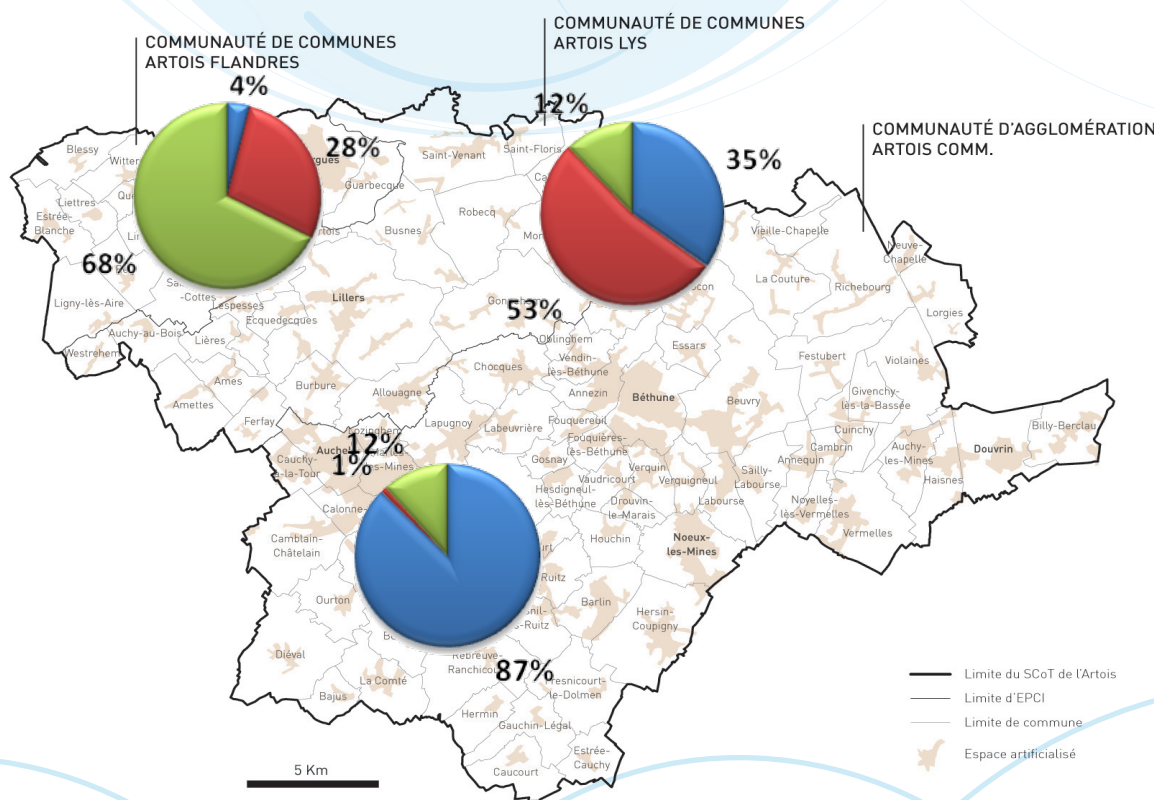 COMMUNAUTÉ DE COMMUNES
ARTOIS LYS
COMMUNAUTÉ DE COMMUNES
ARTOIS FLANDRES
COMMUNAUTÉ D'AGGLOMÉRATION
ARTOIS COMM.
4%
28%
68%
12%
35%
53%
12%
1%
87%
Blessy
Saint-Venant
Saint-Floris
Guarbecque
Liettres
Estrée-
Blanche
Robecq
Busnes
Vieille-Chapelle
Neuve-
Chapelle
La Couture
Richebourg
Ligny-lès-Aire
-Cottes
Lespesses
Lillers
Ecquedecques
Lorgies
Auchy-au-Bois
Lières
Westrehem
Oblinghem
Essars
Vendin-
lès-Béthune
Festubert
Violaines
Chocques
Ames
Burbure
Allouagne
Annezin
Béthune
Beuvry
Givenchy-
lès-la-Bassée
Amettes
Ferfay
Lapugnoy
Labeuvrière
Fouquereuil
Fouquières-
lès-Béthune
Cuinchy
Cambrin
Billy-Berclau
Douvrin
Auchy-
les-Mines
Haisnes
Annequin
Cauchy-
à-la-Tour
Gosnay
Verquin
Vaudricourt
Verquigneul
Sailly-
Labourse
Labourse
Hesdigneul-
lès-Béthune
Drouvin-
le-Marais
Noyelles-
lès-Vermelles
Vermelles
Calonne-
Camblain-
Châtelain
Houchin
Noeux-
les-Mines
Ruitz
Ourton
Barlin
Hersin-
Coupigny
-Ruitz
Diéval
Rebreuve-
Ranchicourt
La Comté
Bajus
Fresnicourt-
le-Dolmen
Hermin
Gauchin-Légal
Estrée-
Cauchy
Caucourt
5 Km
Limite du SCoT de l'Artois
Limite d'EPCI
Limite de commune
Espace artificialisé